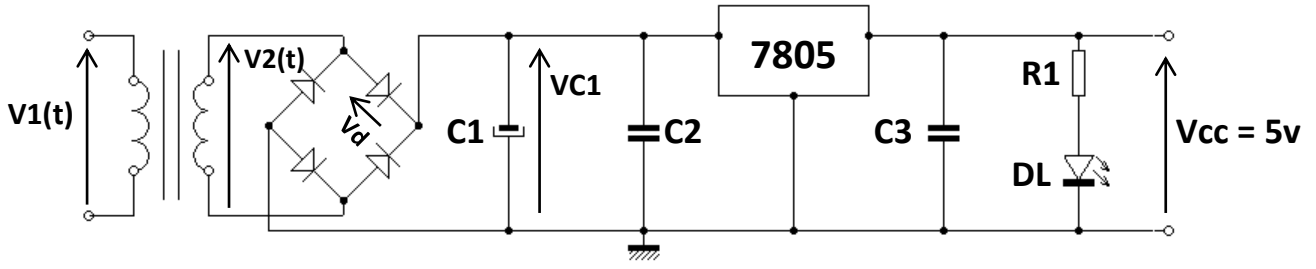 V1(t)
V2(t)
Vd
C1
VC1
C2
7805
C3
R1
DL
Vcc = 5v